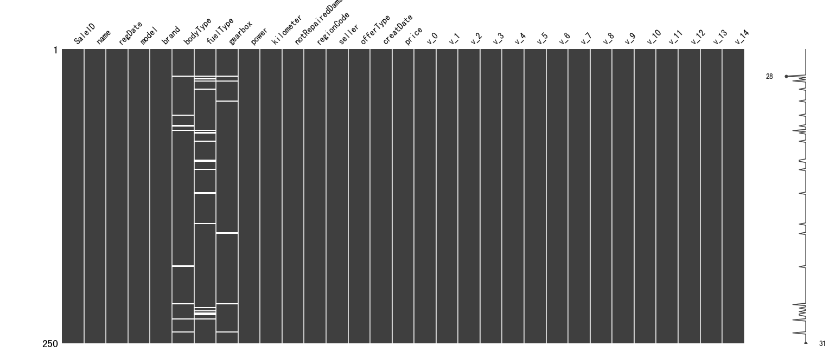 SaleID
name
regDate
model
brand
bodyType
fuelType
gearbox
power
kilometer
notRepairedDam
regionCode
seller
offerType
creatDate
price
v_0
v_1
v_2
v_3
v_4
v_5
v_6
v_7
v_8
v_9
v_10
v_11
v_12
v_13
v_14
1
28
250
31